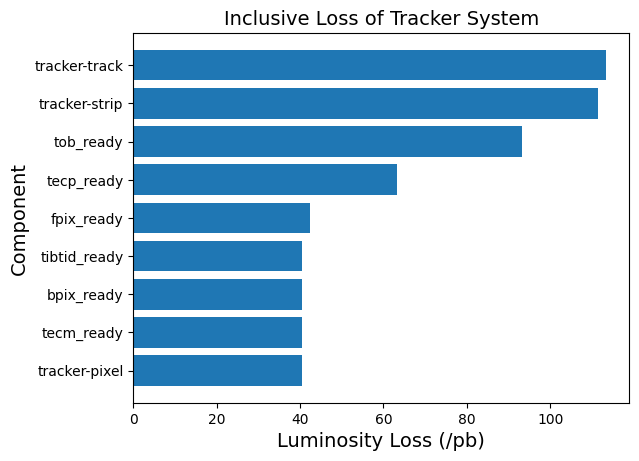 Inclusive Loss of Tracker System
Component
tracker-track
tracker-strip
tob_ready
tecp_ready
fpix_ready
tibtid_ready
bpix_ready
tecm_ready
tracker-pixel
0 20 40 60 80 100
Luminosity Loss (/pb)